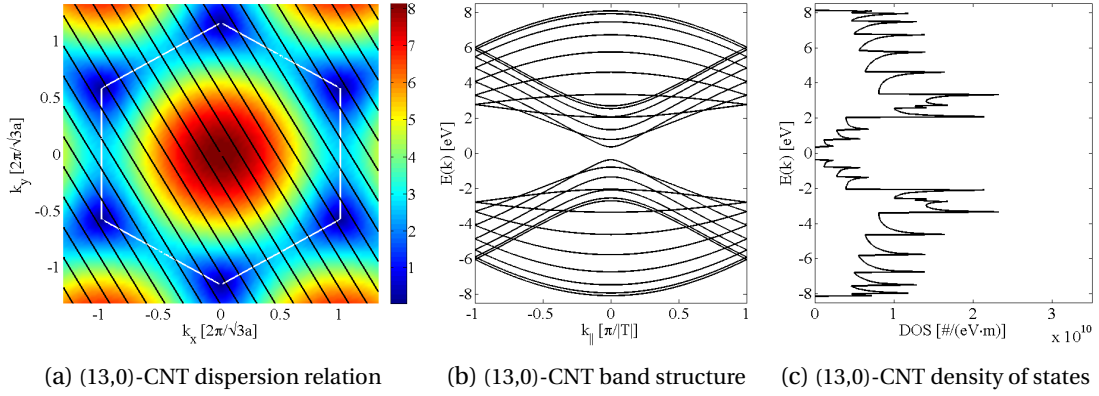 1
0.5
0
-0.5
-1
k_y [2π/√3a]
-1 -0.5 0 0.5 1
k_x [2π/√3a]
8
7
6
5
4
3
2
1
8
6
4
2
0
-2
-4
-6
-8
E(k) [eV]
-1 -0.5 0 0.5 1
k_|| [π/|T|]
8
6
4
2
0
-2
-4
-6
-8
E(k) [eV]
0 1 2 3
DOS [#/(eV·m)]
x 10^10
(a) (13,0)-CNT dispersion relation
(b) (13,0)-CNT band structure
(c) (13,0)-CNT density of states